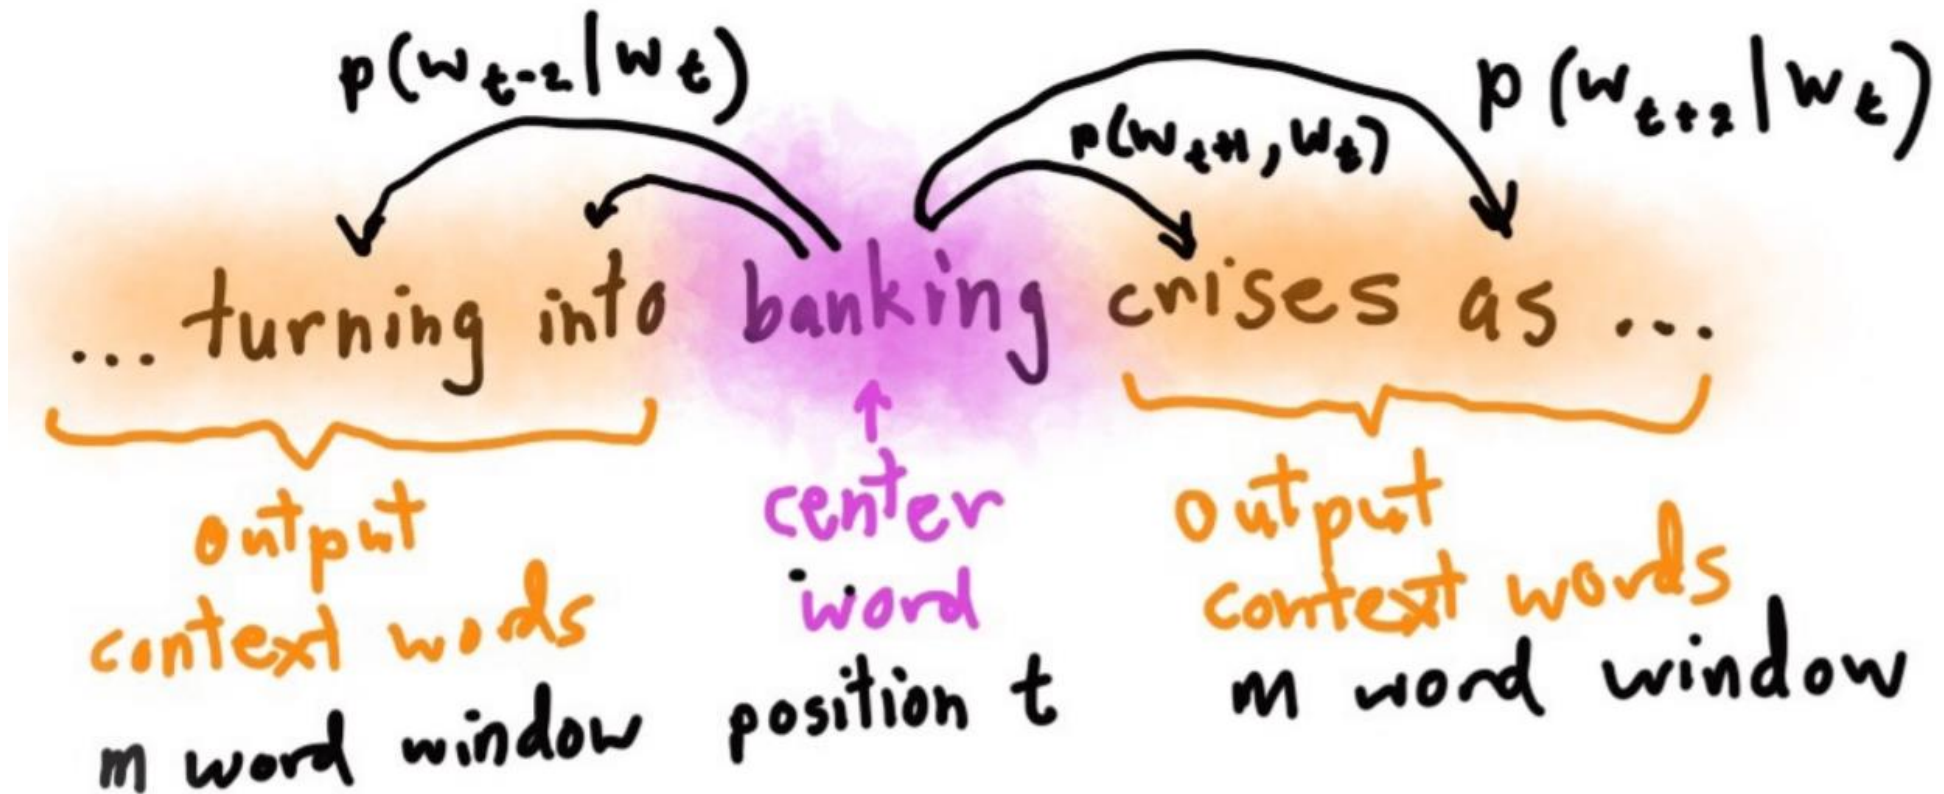 p(w_{t-2}|w_t)
p(w_{t+1}, w_t)
p(w_{t+2}|w_t)
... turning into banking crises as ...
output
context words
m word window
center
word
position t
output
context words
m word window